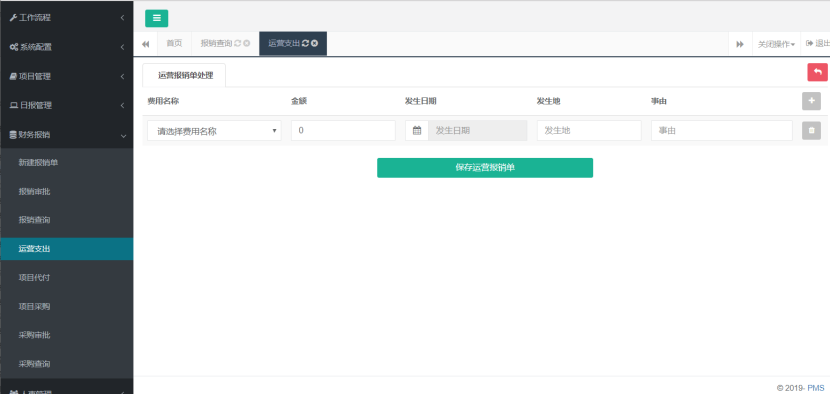 工作流程
系统配置
项目管理
日报管理
财务报销
新建报销单
报销审批
报销查询
运营支出
项目代付
项目采购
采购审批
采购查询
人事管理
首页 报销查询 运营支出 关闭操作 退出
运营报销单处理
费用名称 金额 发生日期 发生地 事由
请选择费用名称 0 发生日期 发生地 事由
保存运营报销单
© 2019- PMS